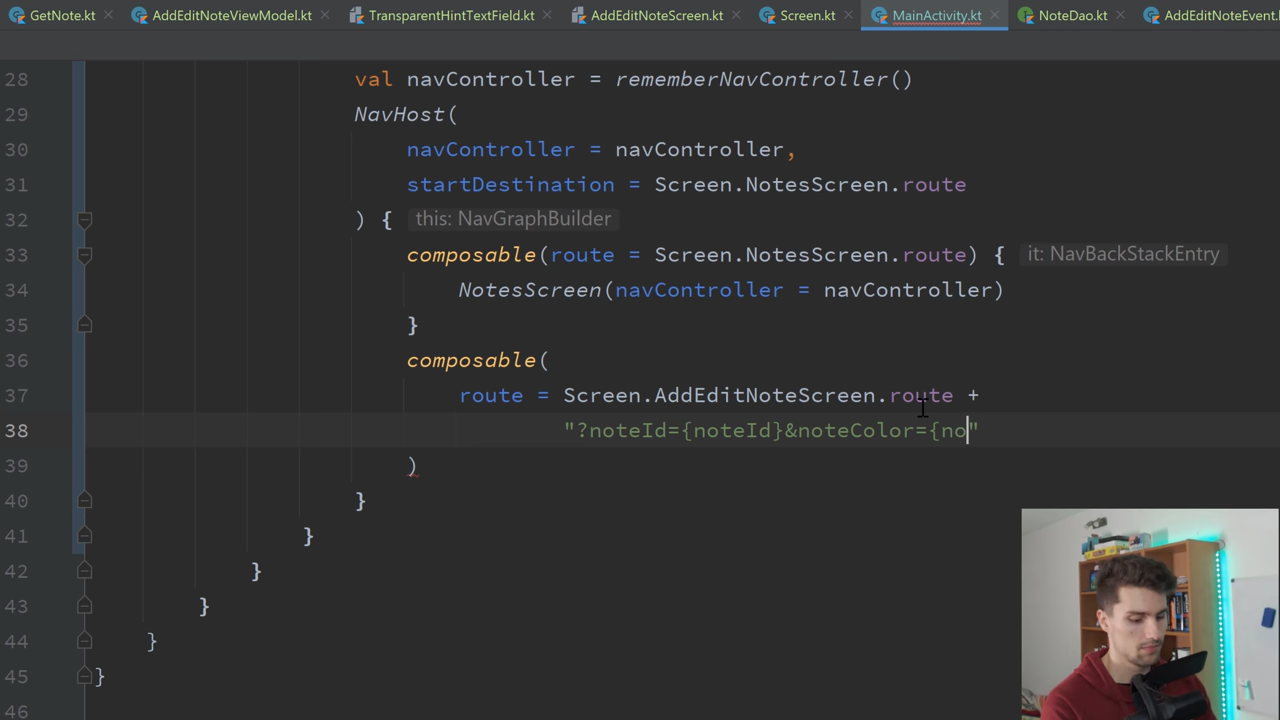 GetNote.kt AddEditNoteViewModel.kt TransparentHintTextField.kt AddEditNoteScreen.kt Screen.kt MainActivity.kt NoteDao.kt AddEditNoteEvent.
28 val navController = rememberNavController()
29 NavHost(
30 navController = navController,
31 startDestination = Screen.NotesScreen.route
32 ) { this: NavGraphBuilder
33 composable(route = Screen.NotesScreen.route) { it: NavBackStackEntry
34 NotesScreen(navController = navController)
35 }
36 composable(
37 route = Screen.AddEditNoteScreen.route +
38 "?noteId={noteId}&noteColor={no"
39 )
40 }
41 }
42 }
43 }
44 }
45 }
46